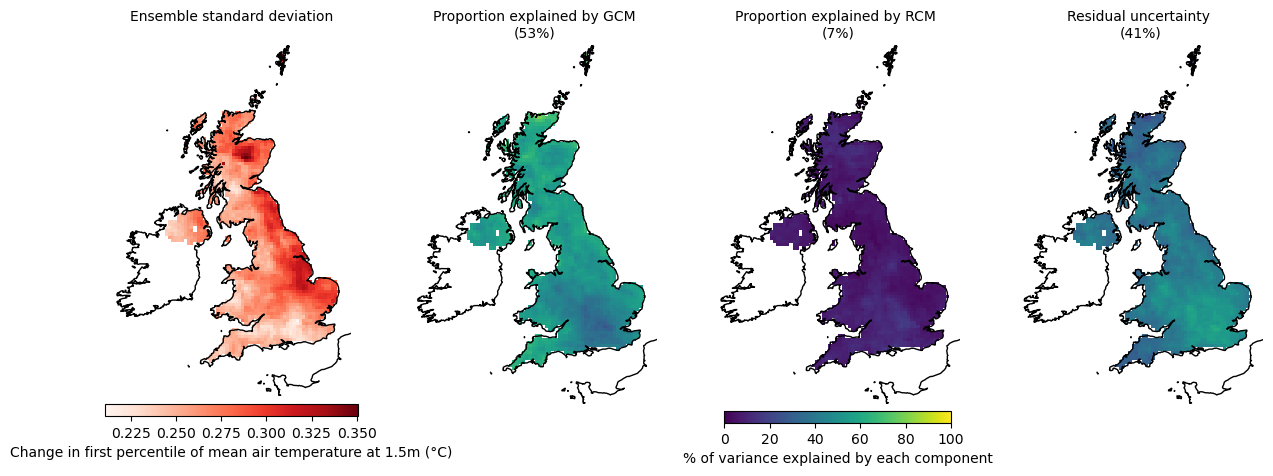 Ensemble standard deviation
Proportion explained by GCM
(53%)
Proportion explained by RCM
(7%)
Residual uncertainty
(41%)
0.225 0.250 0.275 0.300 0.325 0.350
Change in first percentile of mean air temperature at 1.5m (°C)
0 20 40 60 80 100
% of variance explained by each component